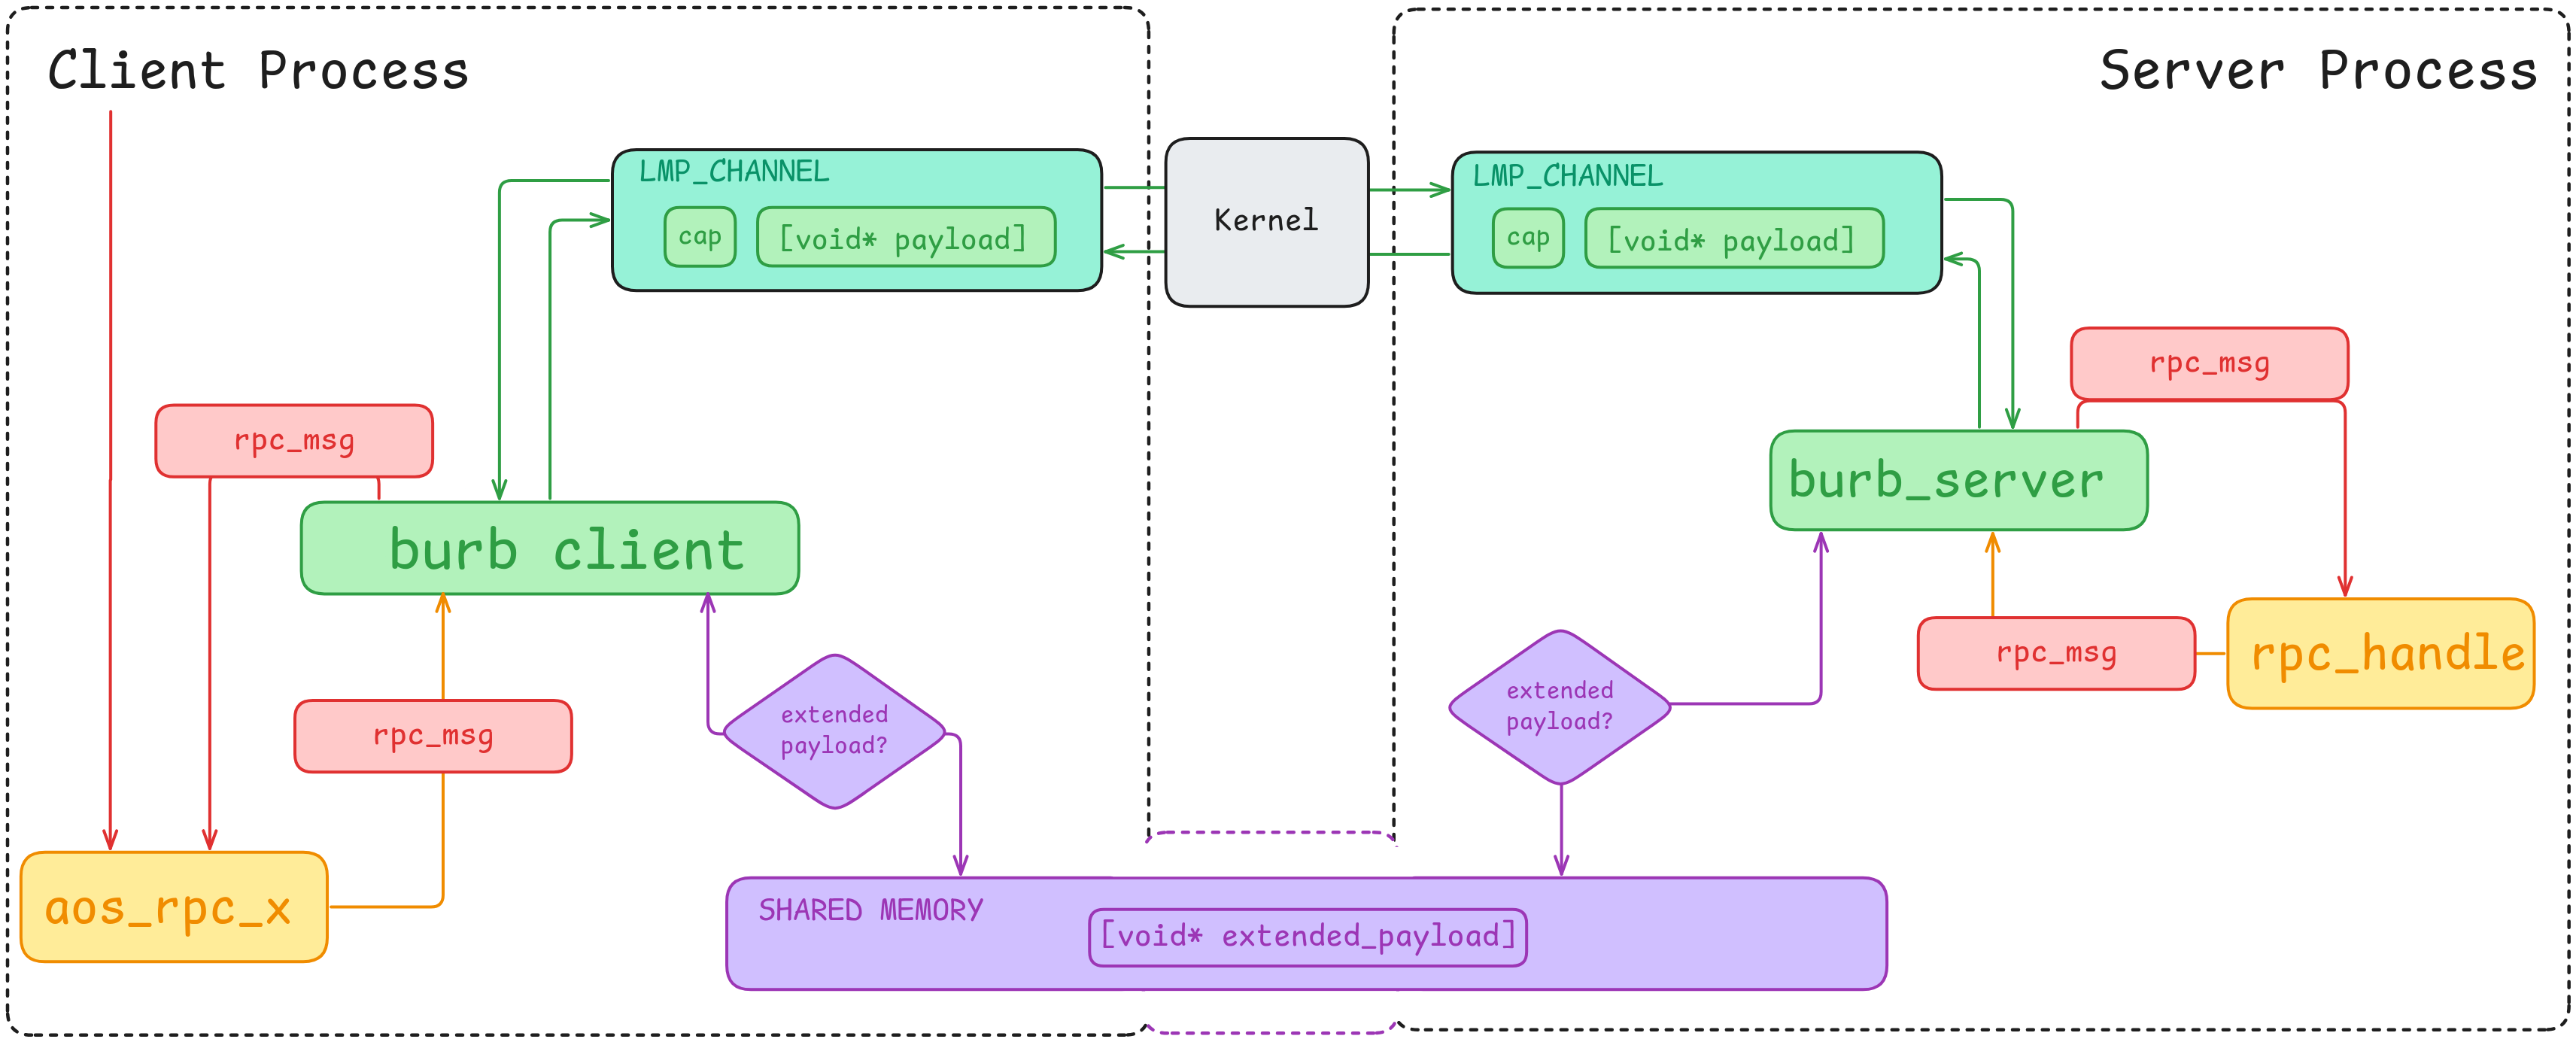 Client Process
Server Process
LMP_CHANNEL
cap
[void* payload]
Kernel
LMP_CHANNEL
cap
[void* payload]
rpc_msg
rpc_msg
burb client
burb_server
rpc_msg
rpc_msg
rpc_handle
extended
payload?
extended
payload?
aos_rpc_x
SHARED MEMORY
[void* extended_payload]